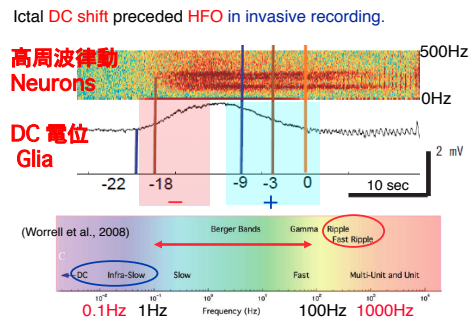 Ictal DC shift preceded HFO in invasive recording.
500Hz
高周波律動
Neurons
0Hz
DC 電位
Glia
2 mV
-22 -18 -9 -3 0 10 sec
− +
(Worrell et al., 2008)
Berger Bands Gamma Ripple
Fast Ripple
C
DC Infra-Slow Slow Fast Multi-Unit and Unit
Frequency (Hz)
0.1Hz 1Hz 100Hz 1000Hz